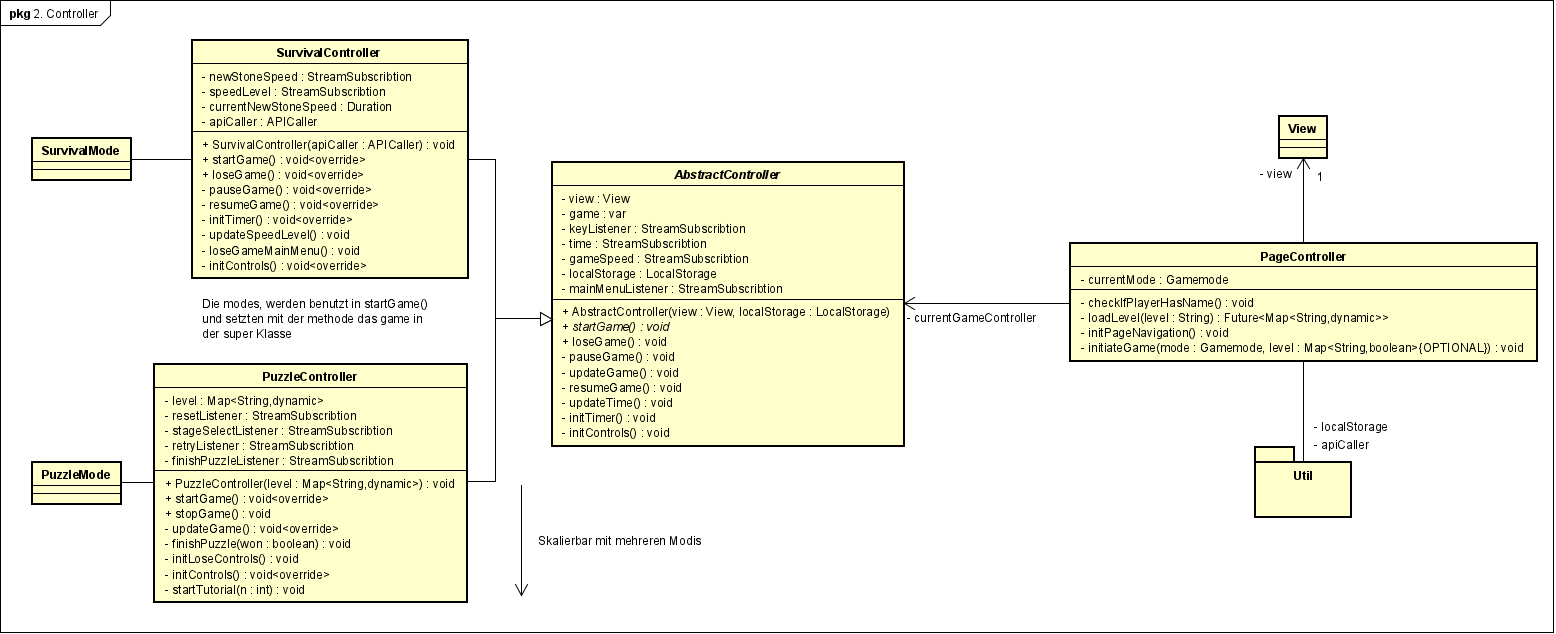 pkg 2. Controller
SurvivalController
- newStoneSpeed : StreamSubscribtion
- speedLevel : StreamSubscribtion
- currentNewStoneSpeed : Duration
- apiCaller : APICaller
+ SurvivalController(apiCaller : APICaller) : void
+ startGame() : void<override>
+ loseGame() : void<override>
- pauseGame() : void<override>
- resumeGame() : void<override>
- initTimer() : void<override>
- updateSpeedLevel() : void
- loseGameMainMenu() : void
- initControls() : void<override>
SurvivalMode
Die modes, werden benutzt in startGame()
und setzten mit der methode das game in
der super Klasse
PuzzleController
- level : Map<String,dynamic>
- resetListener : StreamSubscribtion
- stageSelectListener : StreamSubscribtion
- retryListener : StreamSubscribtion
- finishPuzzleListener : StreamSubscribtion
+ PuzzleController(level : Map<String,dynamic>) : void
+ startGame() : void<override>
+ stopGame() : void
- updateGame() : void<override>
- finishPuzzle(won : boolean) : void
- initLoseControls() : void
- initControls() : void<override>
- startTutorial(n : int) : void
PuzzleMode
Skalierbar mit mehreren Modis
AbstractController
- view : View
- game : var
- keyListener : StreamSubscribtion
- time : StreamSubscribtion
- gameSpeed : StreamSubscribtion
- localStorage : LocalStorage
- mainMenuListener : StreamSubscribtion
+ AbstractController(view : View, localStorage : LocalStorage)
+ startGame() : void
+ loseGame() : void
- pauseGame() : void
- updateGame() : void
- resumeGame() : void
- updateTime() : void
- initTimer() : void
- initControls() : void
- currentGameController
View
- view
1
PageController
- currentMode : Gamemode
- checkIfPlayerHasName() : void
- loadLevel(level : String) : Future<Map<String,dynamic>>
- initPageNavigation() : void
- initiateGame(mode : Gamemode, level : Map<String,boolean>{OPTIONAL}) : void
- localStorage
- apiCaller
Util